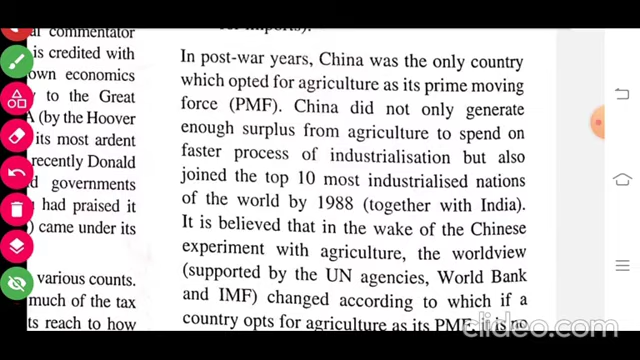 commentator
is credited with
own economics
y to the Great
A (by the Hoover
its most ardent
recently Donald
d governments
had praised it
) came under its
various counts.
much of the tax
ts reach to how
imports).
In post-war years, China was the only country
which opted for agriculture as its prime moving
force (PMF). China did not only generate
enough surplus from agriculture to spend on
faster process of industrialisation but also
joined the top 10 most industrialised nations
of the world by 1988 (together with India).
It is believed that in the wake of the Chinese
experiment with agriculture, the worldview
(supported by the UN agencies, World Bank
and IMF) changed according to which if a
country opts for agriculture as its PMF, it is no
clideo.com